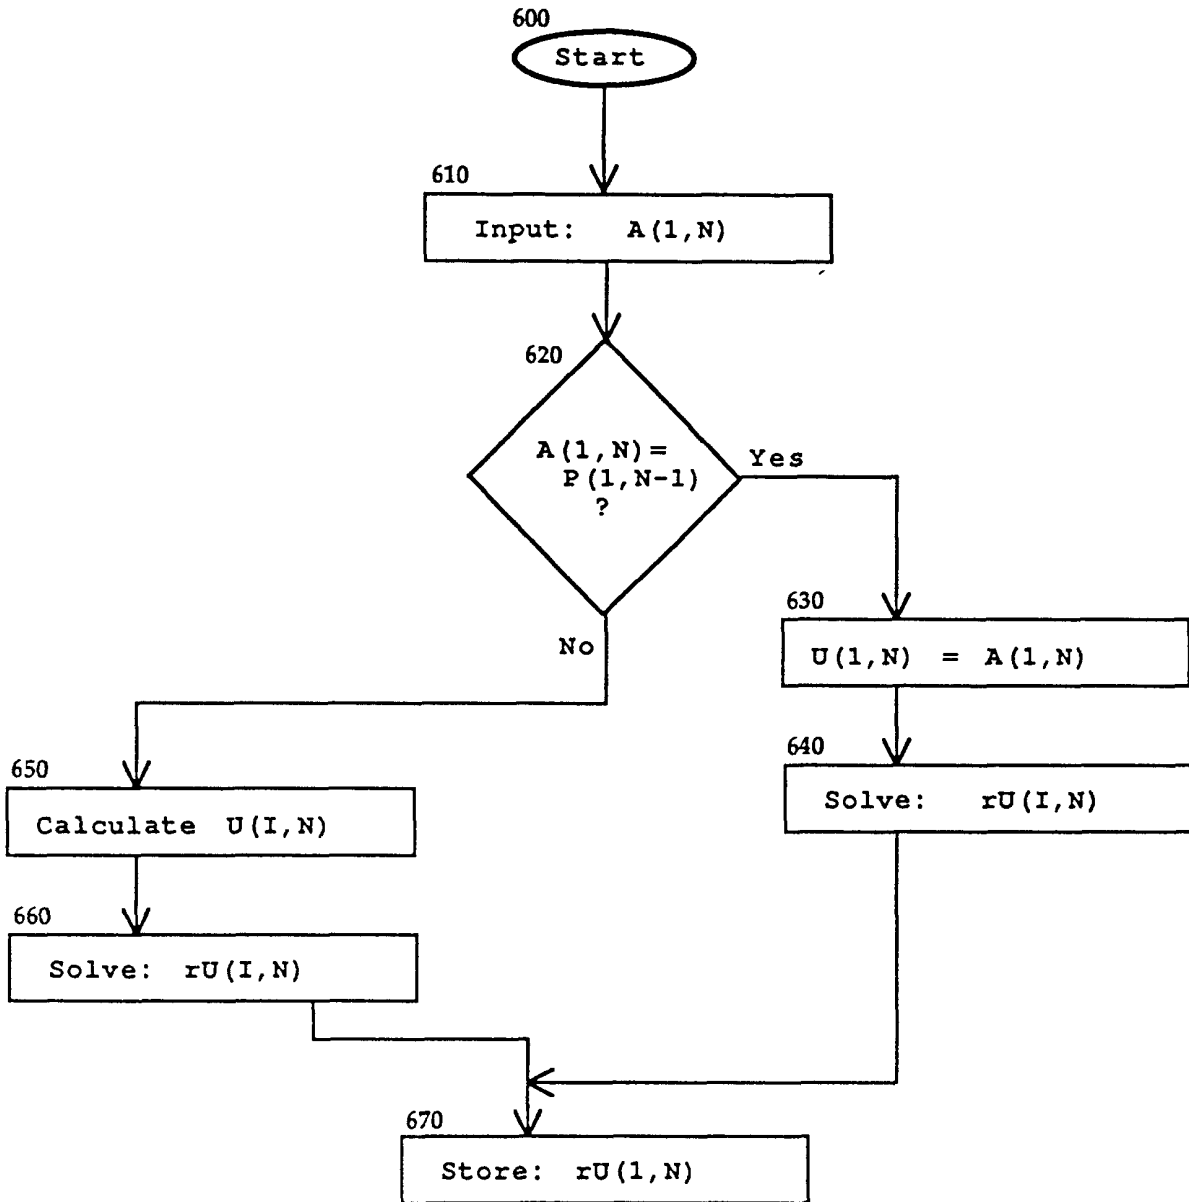 600
Start
610
Input: A(1,N)
620
A(1,N)=
P(1,N-1)
?
Yes
No
630
U(1,N) = A(1,N)
640
Solve: rU(I,N)
650
Calculate U(I,N)
660
Solve: rU(I,N)
670
Store: rU(1,N)